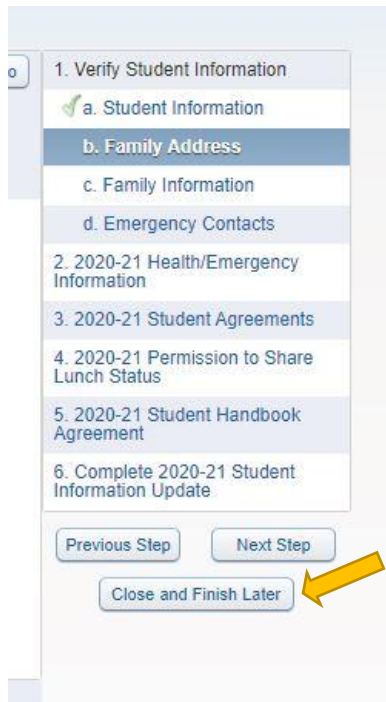 o
1. Verify Student Information
a. Student Information
b. Family Address
c. Family Information
d. Emergency Contacts
2. 2020-21 Health/Emergency
Information
3. 2020-21 Student Agreements
4. 2020-21 Permission to Share
Lunch Status
5. 2020-21 Student Handbook
Agreement
6. Complete 2020-21 Student
Information Update
Previous Step Next Step
Close and Finish Later